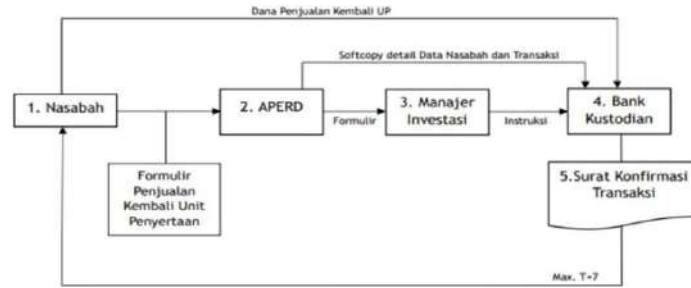 Dana Penjualan Kembali UP
Softcopy detail Data Nasabah dan Transaksi
1. Nasabah
2. APERD
3. Manajer
Investasi
4. Bank
Kustodian
Formulir
Instruksi
Formulir
Penjualan
Kembali Unit
Penyertaan
5.Surat Konfirmasi
Transaksi
Max. T+7